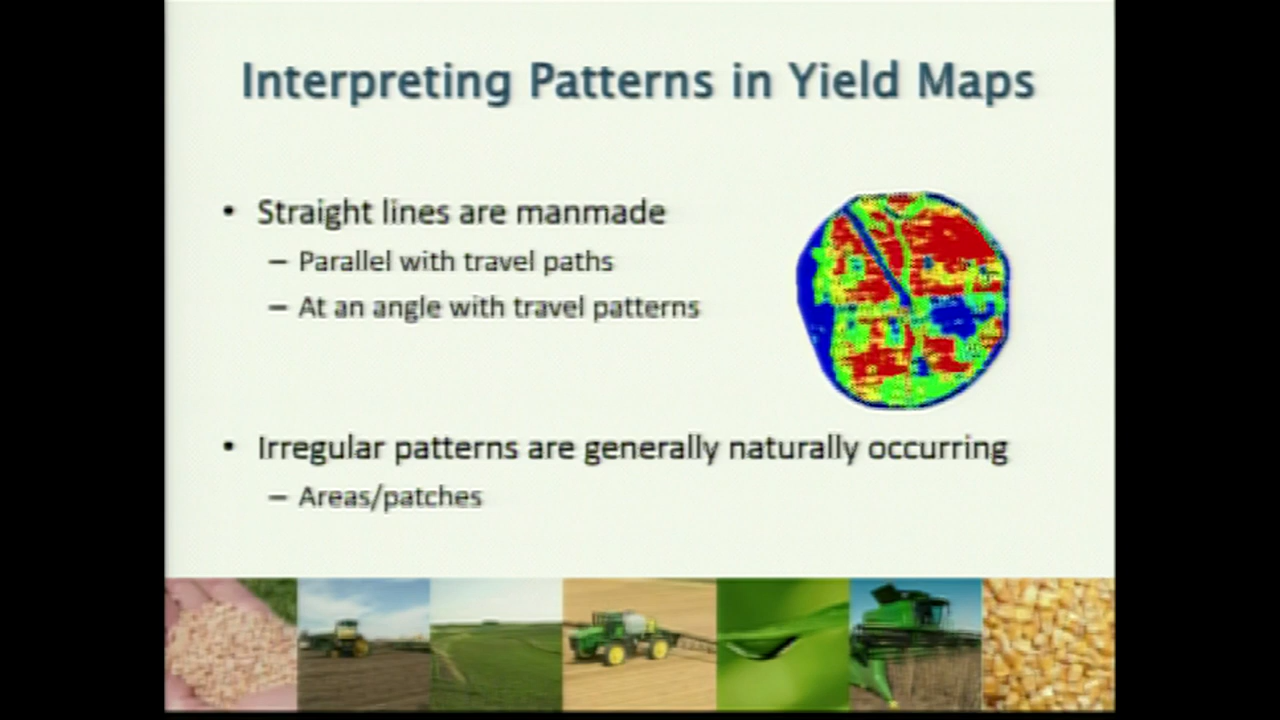 Interpreting Patterns in Yield Maps
• Straight lines are manmade
– Parallel with travel paths
– At an angle with travel patterns
• Irregular patterns are generally naturally occurring
– Areas/patches